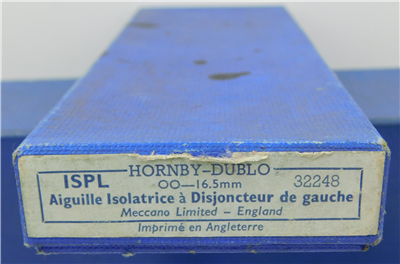 HORNBY-DUBLO
ISPL OO—16.5mm 32248
Aiguille Isolatrice à Disjoncteur de gauche
Meccano Limited - England
Imprimé en Angleterre